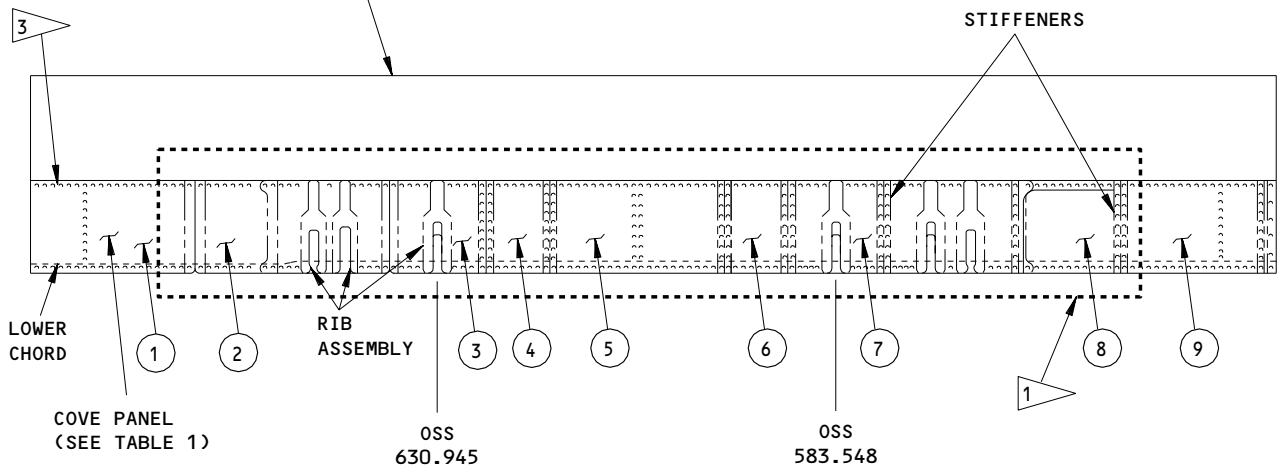 3
STIFFENERS
LOWER
CHORD
1
2
RIB
ASSEMBLY
3
4
5
6
7
8
9
1
COVE PANEL
(SEE TABLE 1)
OSS
630.945
OSS
583.548